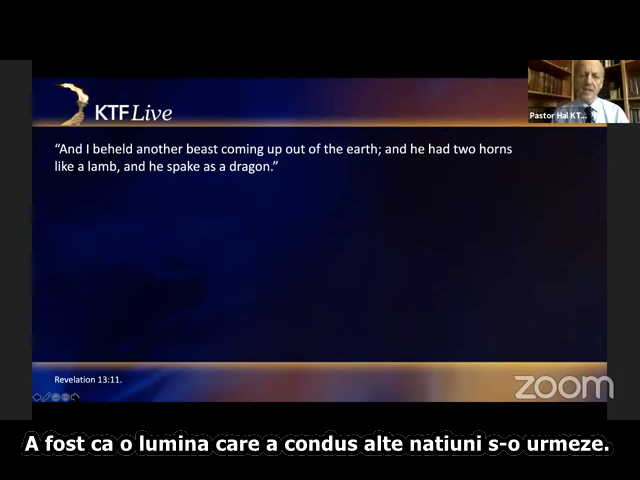 KTF Live
Pastor Hal KT...
“And I beheld another beast coming up out of the earth; and he had two horns
like a lamb, and he spake as a dragon.”
Revelation 13:11.
zoom
A fost ca o lumina care a condus alte natiuni s-o urmeze.